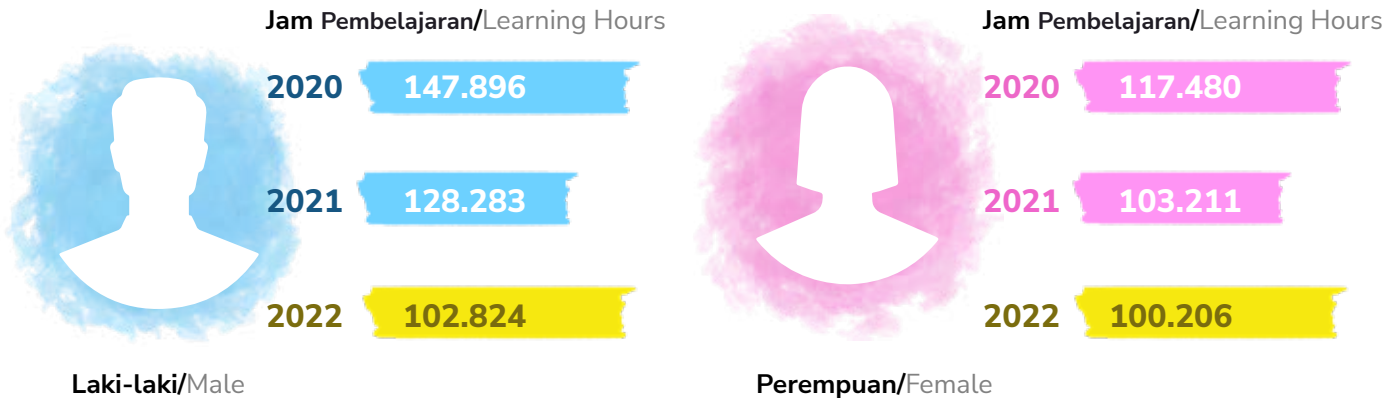 Jam Pembelajaran/Learning Hours
2020 147.896
2021 128.283
2022 102.824
Laki-laki/Male
Jam Pembelajaran/Learning Hours
2020 117.480
2021 103.211
2022 100.206
Perempuan/Female